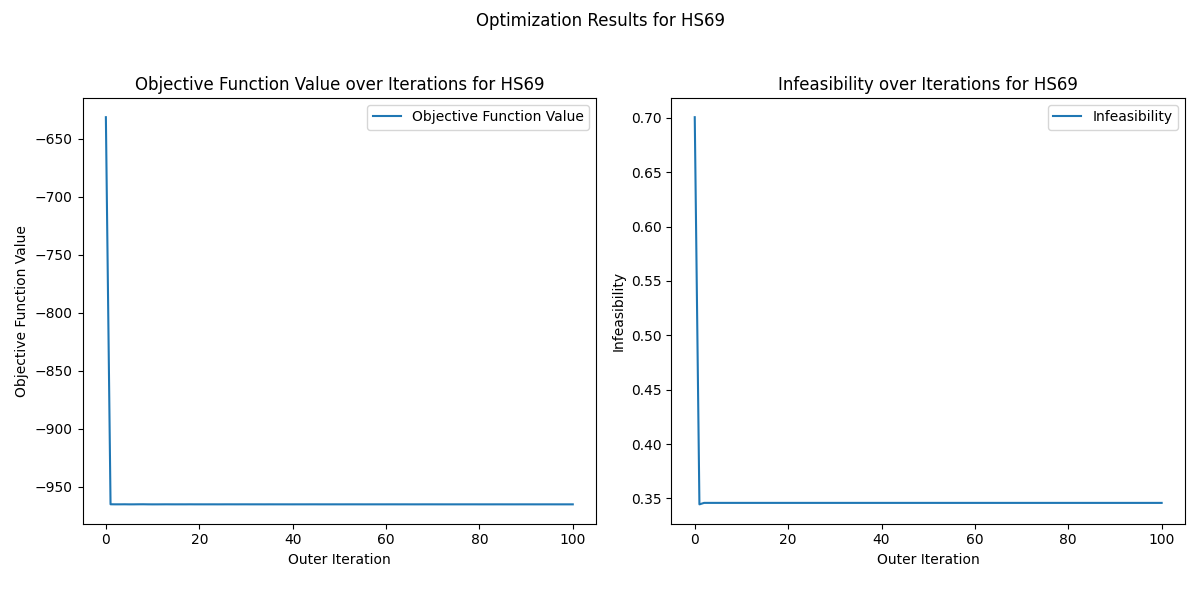 Optimization Results for HS69
Objective Function Value over Iterations for HS69
Objective Function Value
−650
−700
−750
−800
−850
−900
−950
Objective Function Value
0 20 40 60 80 100
Outer Iteration
Infeasibility over Iterations for HS69
Infeasibility
0.70
0.65
0.60
0.55
0.50
0.45
0.40
0.35
Infeasibility
0 20 40 60 80 100
Outer Iteration